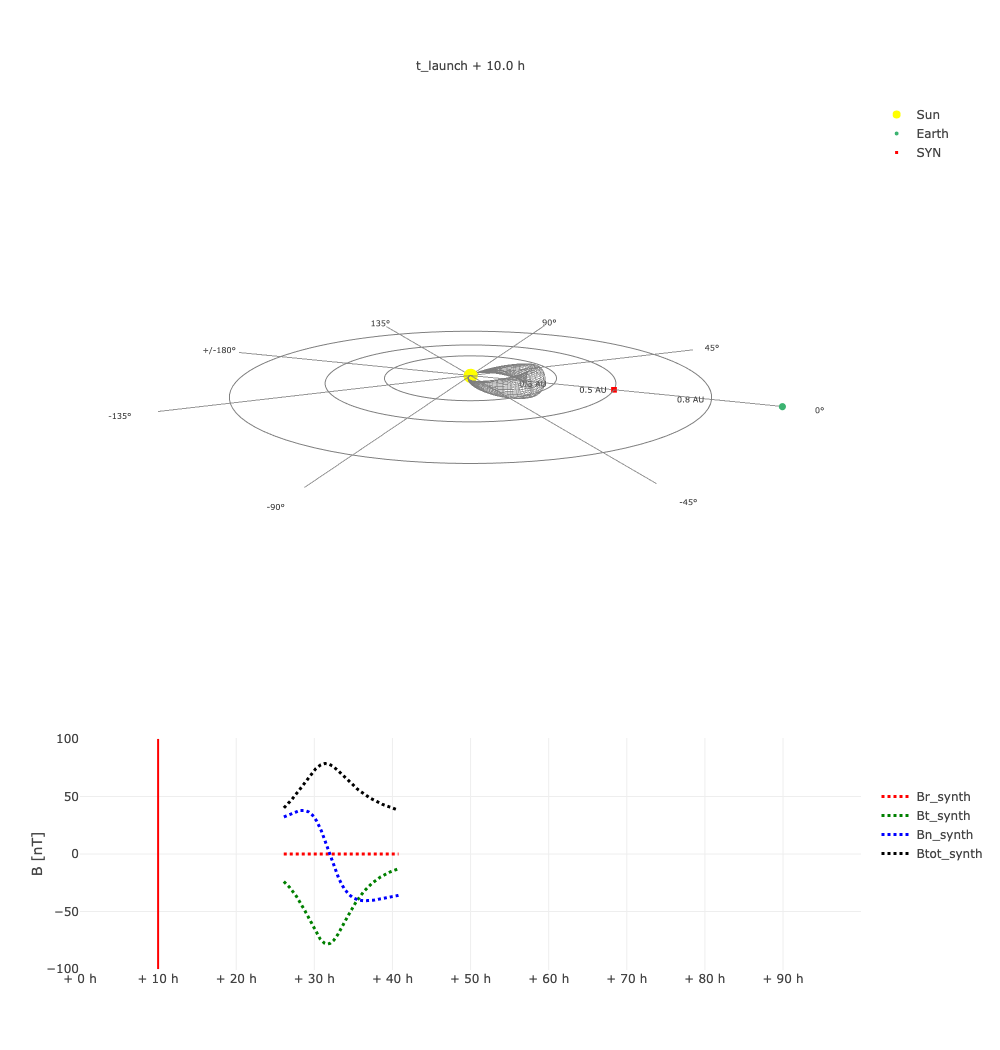 t_launch + 10.0 h
Sun
Earth
SYN
135°
90°
+/-180°
45°
0.3 AU
0.5 AU
0.8 AU
0°
-135°
-90°
-45°
100
50
0
−50
−100
B [nT]
+ 0 h
+ 10 h
+ 20 h
+ 30 h
+ 40 h
+ 50 h
+ 60 h
+ 70 h
+ 80 h
+ 90 h
Br_synth
Bt_synth
Bn_synth
Btot_synth